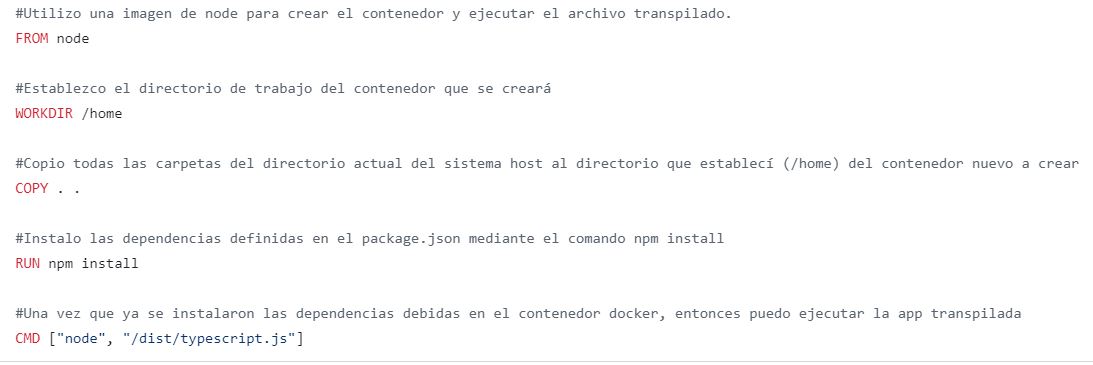 #Utilizo una imagen de node para crear el contenedor y ejecutar el archivo transpilado.
FROM node
#Establezco el directorio de trabajo del contenedor que se creará
WORKDIR /home
#Copio todas las carpetas del directorio actual del sistema host al directorio que establecí (/home) del contenedor nuevo a crear
COPY . .
#Instalo las dependencias definidas en el package.json mediante el comando npm install
RUN npm install
#Una vez que ya se instalaron las dependencias debidas en el contenedor docker, entonces puedo ejecutar la app transpilada
CMD ["node", "/dist/typescript.js"]